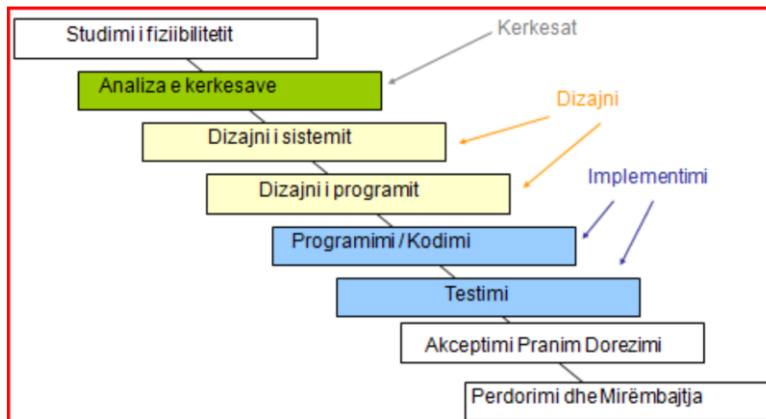 Studimi i fiziibilitetit
Kerkesat
Analiza e kerkesave
Dizajni
Dizajni i sistemit
Implementimi
Dizajni i programit
Programimi / Kodimi
Testimi
Akceptimi Pranim Dorezimi
Perdorimi dhe Mirëmbajtja